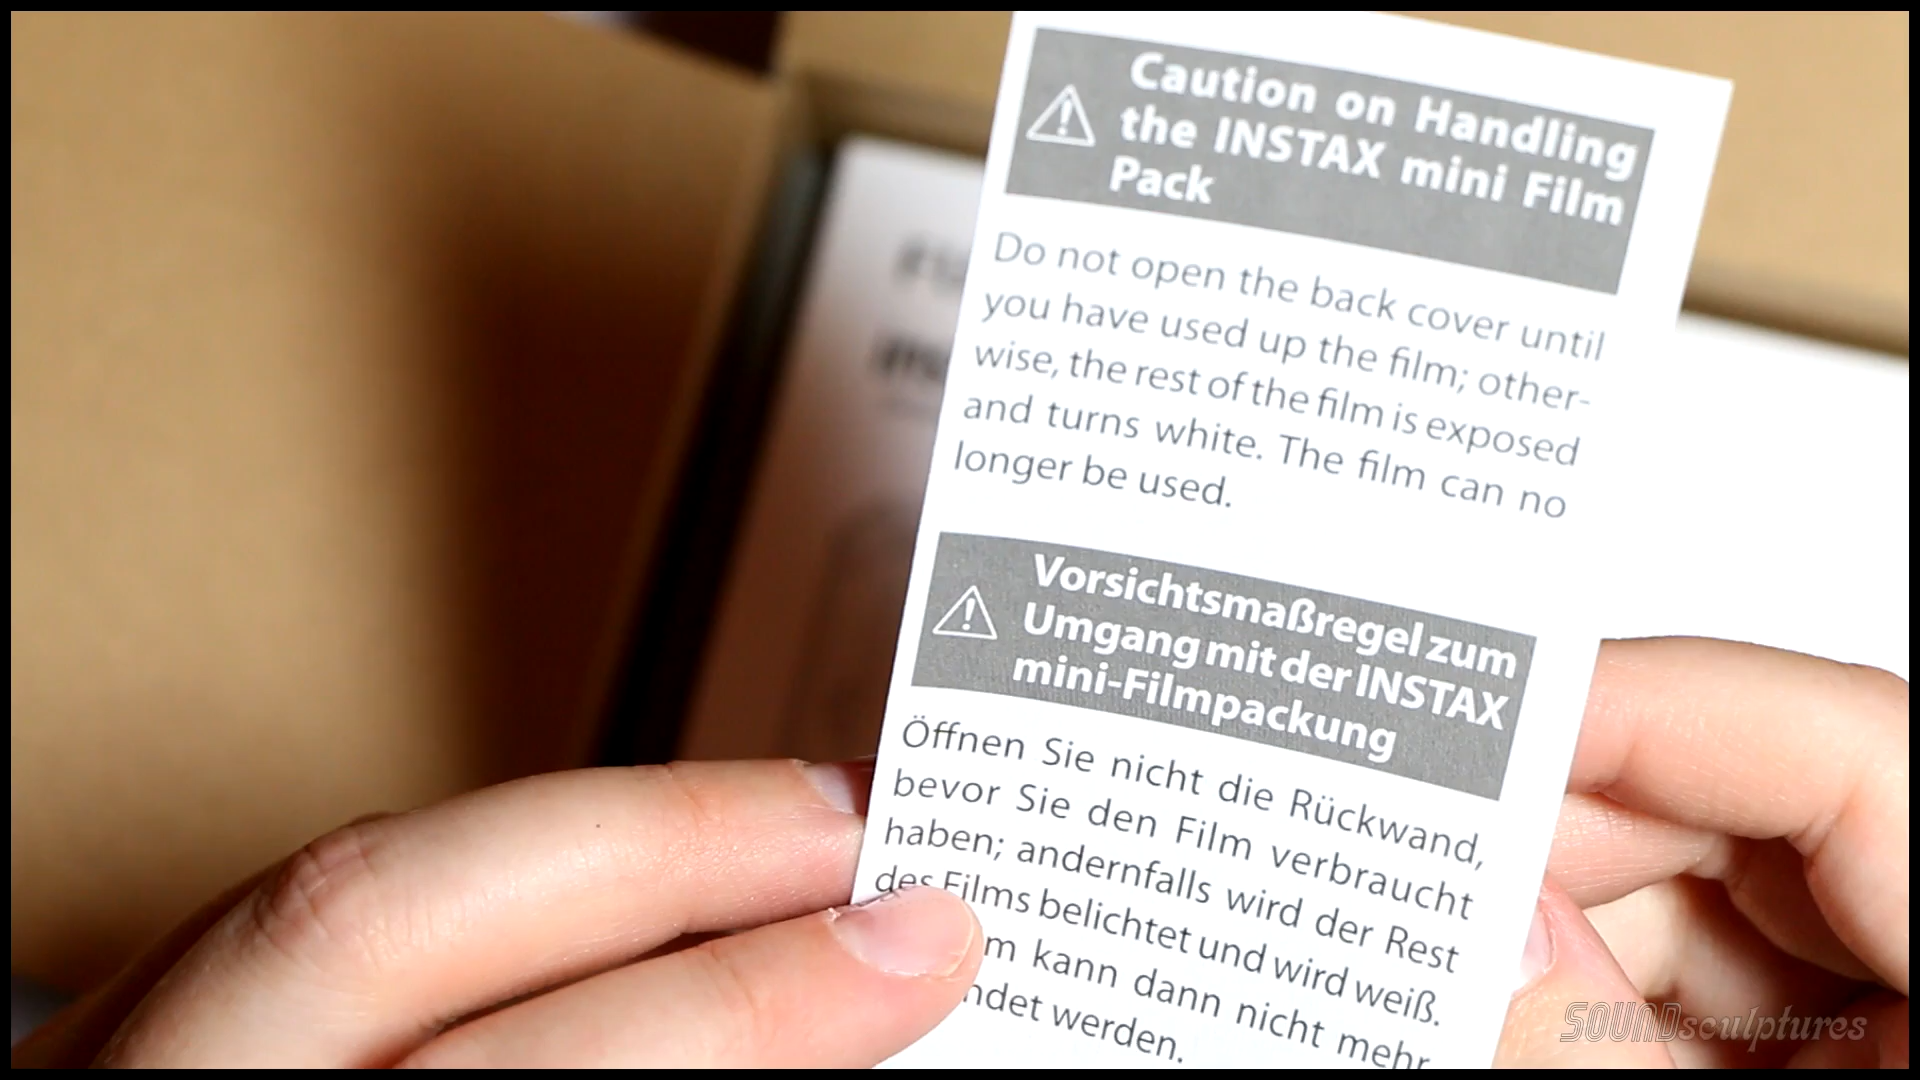 Caution on Handling
the INSTAX mini Film
Pack
Do not open the back cover until
you have used up the film; other-
wise, the rest of the film is exposed
and turns white. The film can no
longer be used.
Vorsichtsmaßregel zum
Umgang mit der INSTAX
mini-Filmpackung
Öffnen Sie nicht die Rückwand,
bevor Sie den Film verbraucht
haben; andernfalls wird der Rest
des Films belichtet und wird weiß.
kann dann nicht mehr
werden.
SOUNDsculptures